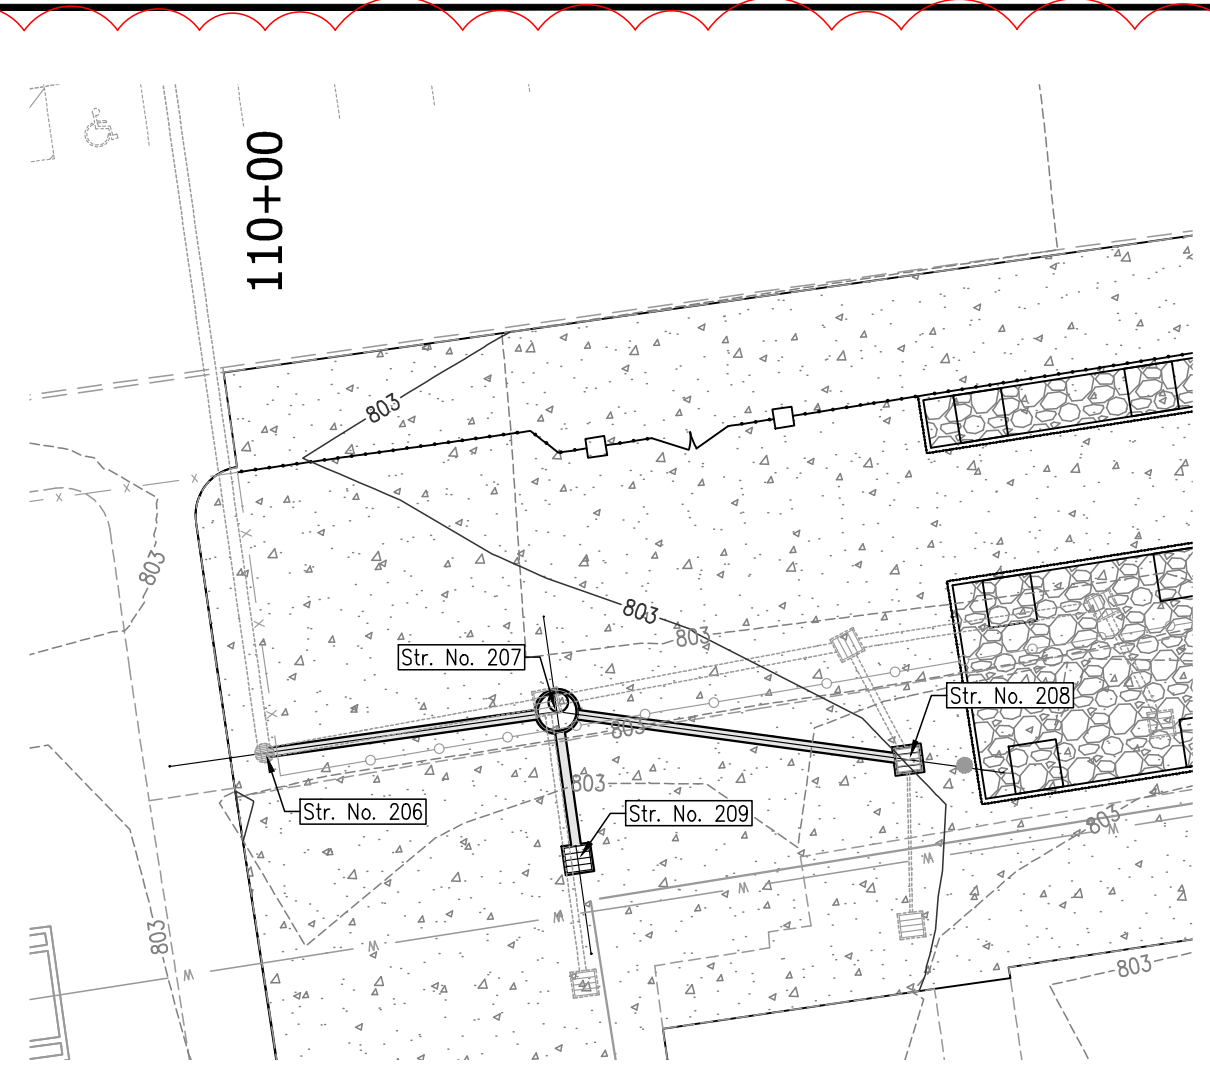 110+00
803
803
803
Str. No. 207
803
Str. No. 208
803
803
Str. No. 206
Str. No. 209
803
x
x
x
x
x
x
W
W
W
W
W
W
803
803